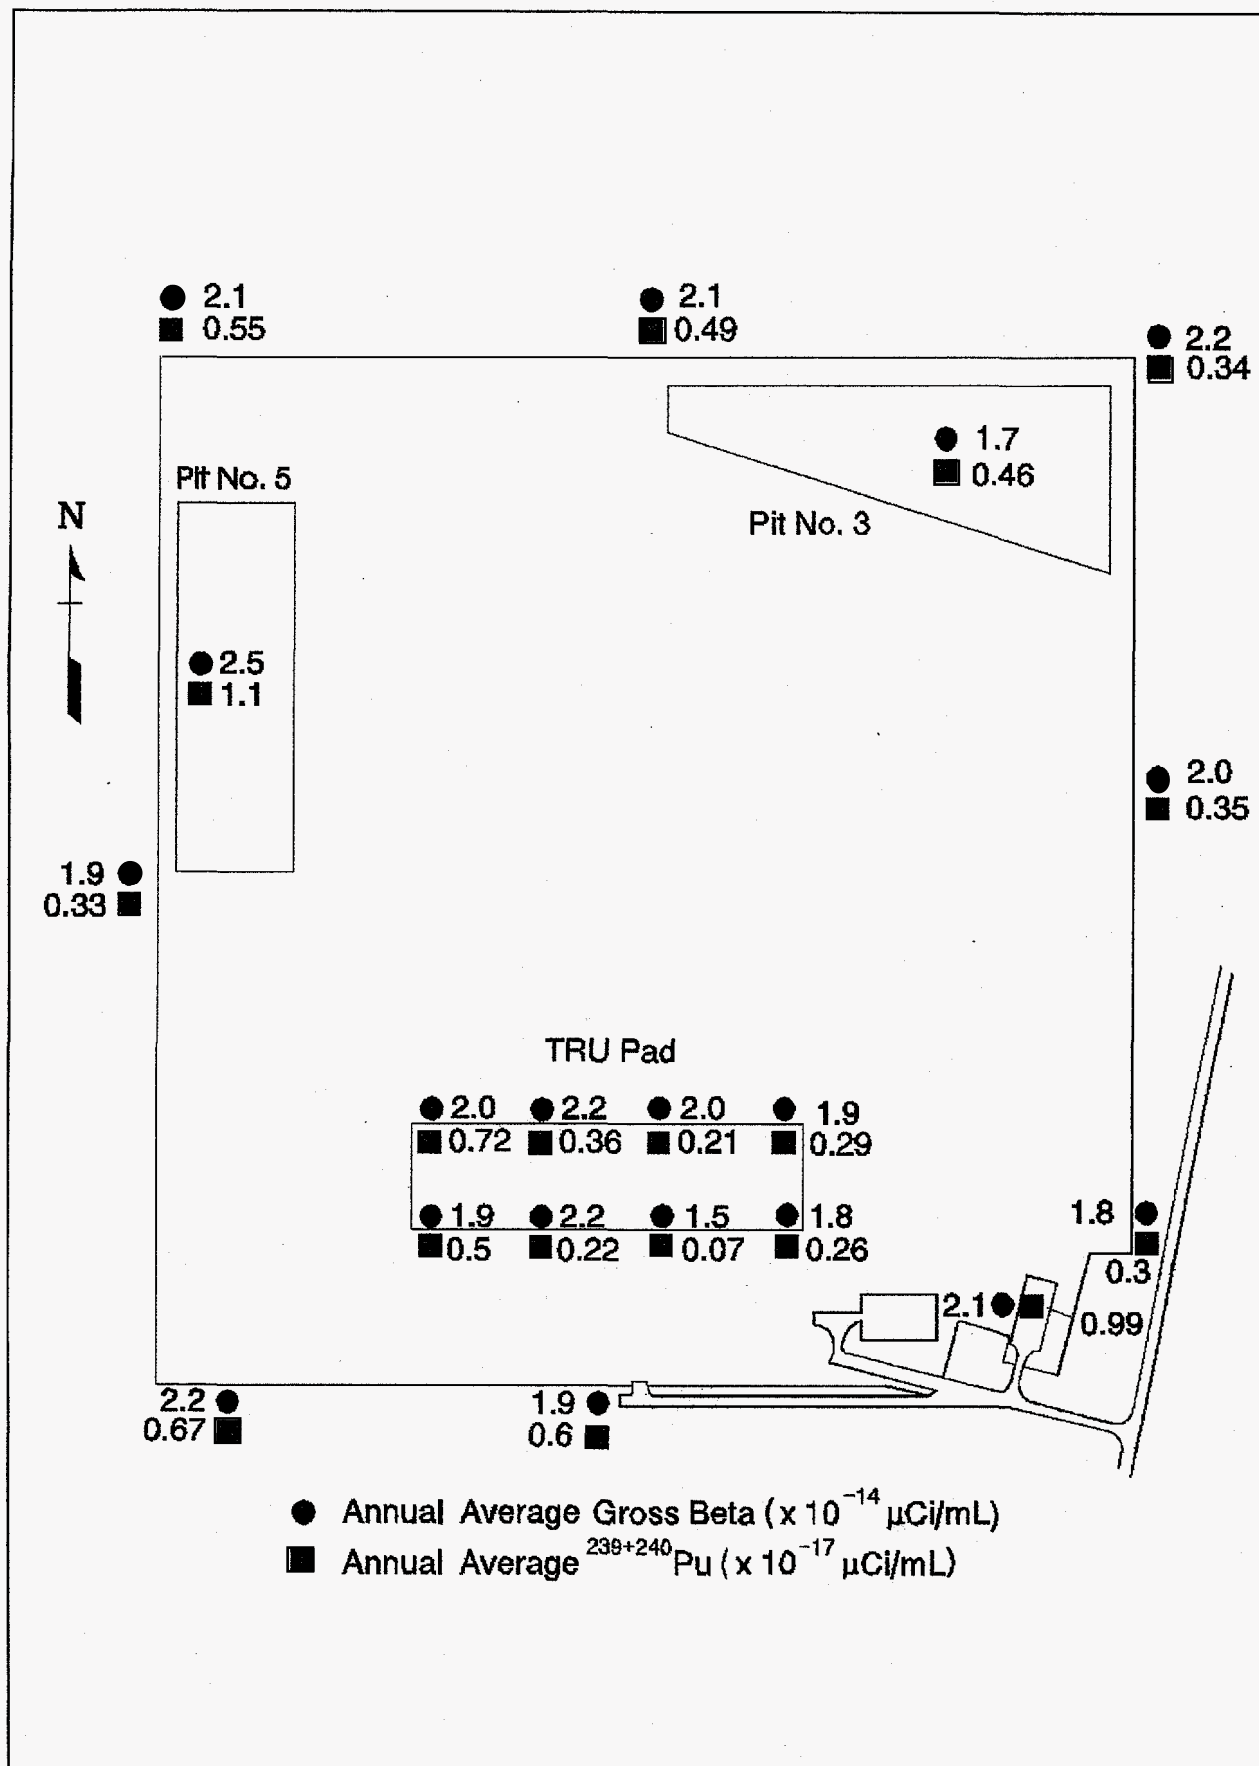 2.1
0.55
2.1
0.49
2.2
0.34
1.7
0.46
Pit No. 5
N
Pit No. 3
2.5
1.1
2.0
0.35
1.9
0.33
TRU Pad
2.0 2.2 2.0 1.9
0.72 0.36 0.21 0.29
1.9 2.2 1.5 1.8
0.5 0.22 0.07 0.26
1.8
0.3
2.1
0.99
2.2
0.67
1.9
0.6
Annual Average Gross Beta (x 10⁻¹⁴ µCi/mL)
Annual Average ²³⁹⁺²⁴⁰Pu (x 10⁻¹⁷ µCi/mL)